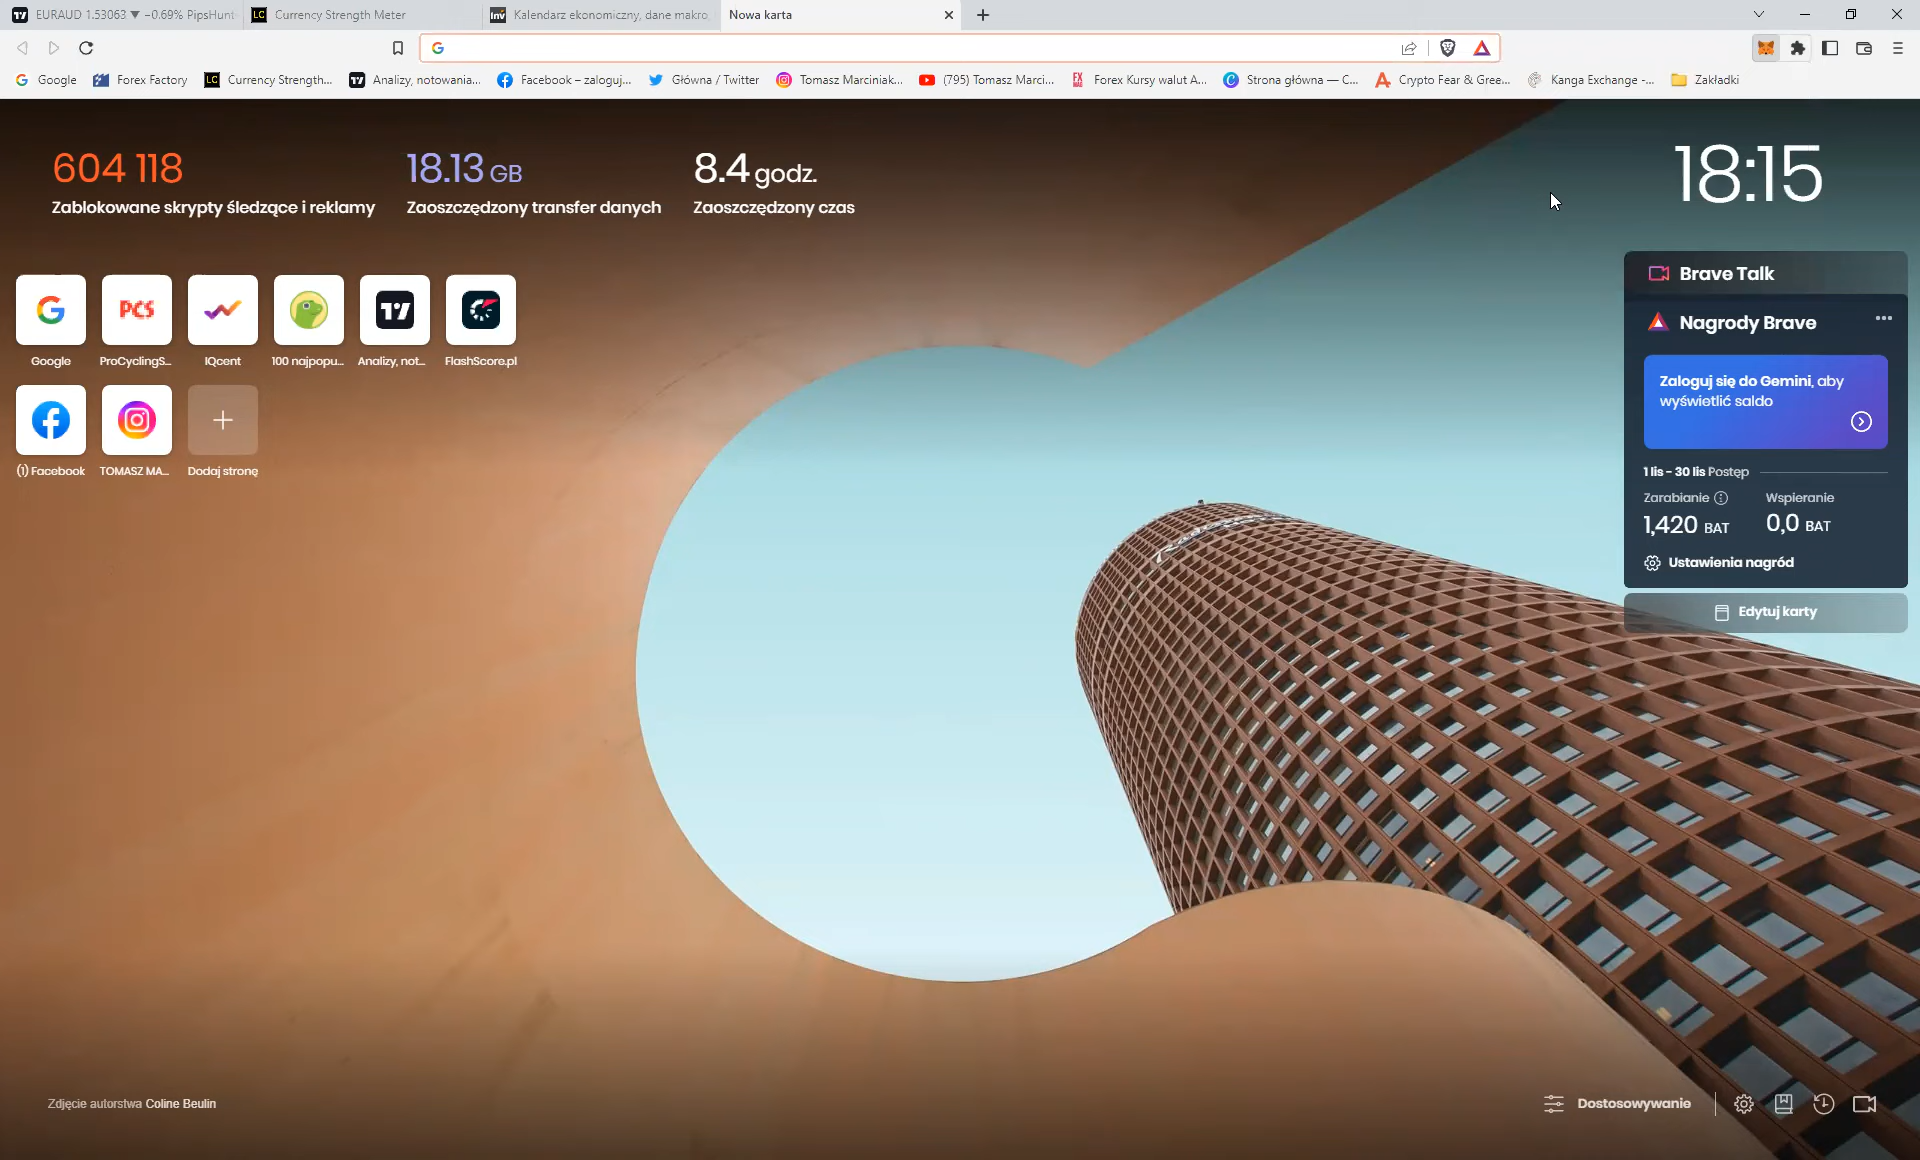 EURAUD 1.53063 ▼ −0.69% PipsHunt
Currency Strength Meter
Kalendarz ekonomiczny, dane makro,
Nowa karta
Google
Forex Factory
Currency Strength...
Analizy, notowania...
Facebook – zaloguj...
Główna / Twitter
Tomasz Marciniak...
(795) Tomasz Marci...
Forex Kursy walut A...
Strona główna — C...
Crypto Fear & Gree...
Kanga Exchange -...
Zakładki
604 118
Zablokowane skrypty śledzące i reklamy
18.13 GB
Zaoszczędzony transfer danych
8.4 godz.
Zaoszczędzony czas
18:15
PCS
Google
ProCyclingS...
IQcent
100 najpopu...
Analizy, not...
FlashScore.pl
(1) Facebook
TOMASZ MA...
Dodaj stronę
Brave Talk
Nagrody Brave
Zaloguj się do Gemini, aby
wyświetlić saldo
1 lis - 30 lis Postęp
Zarabianie
Wspieranie
1,420 BAT
0,0 BAT
Ustawienia nagród
Edytuj karty
Zdjęcie autorstwa Coline Beulin
Dostosowywanie